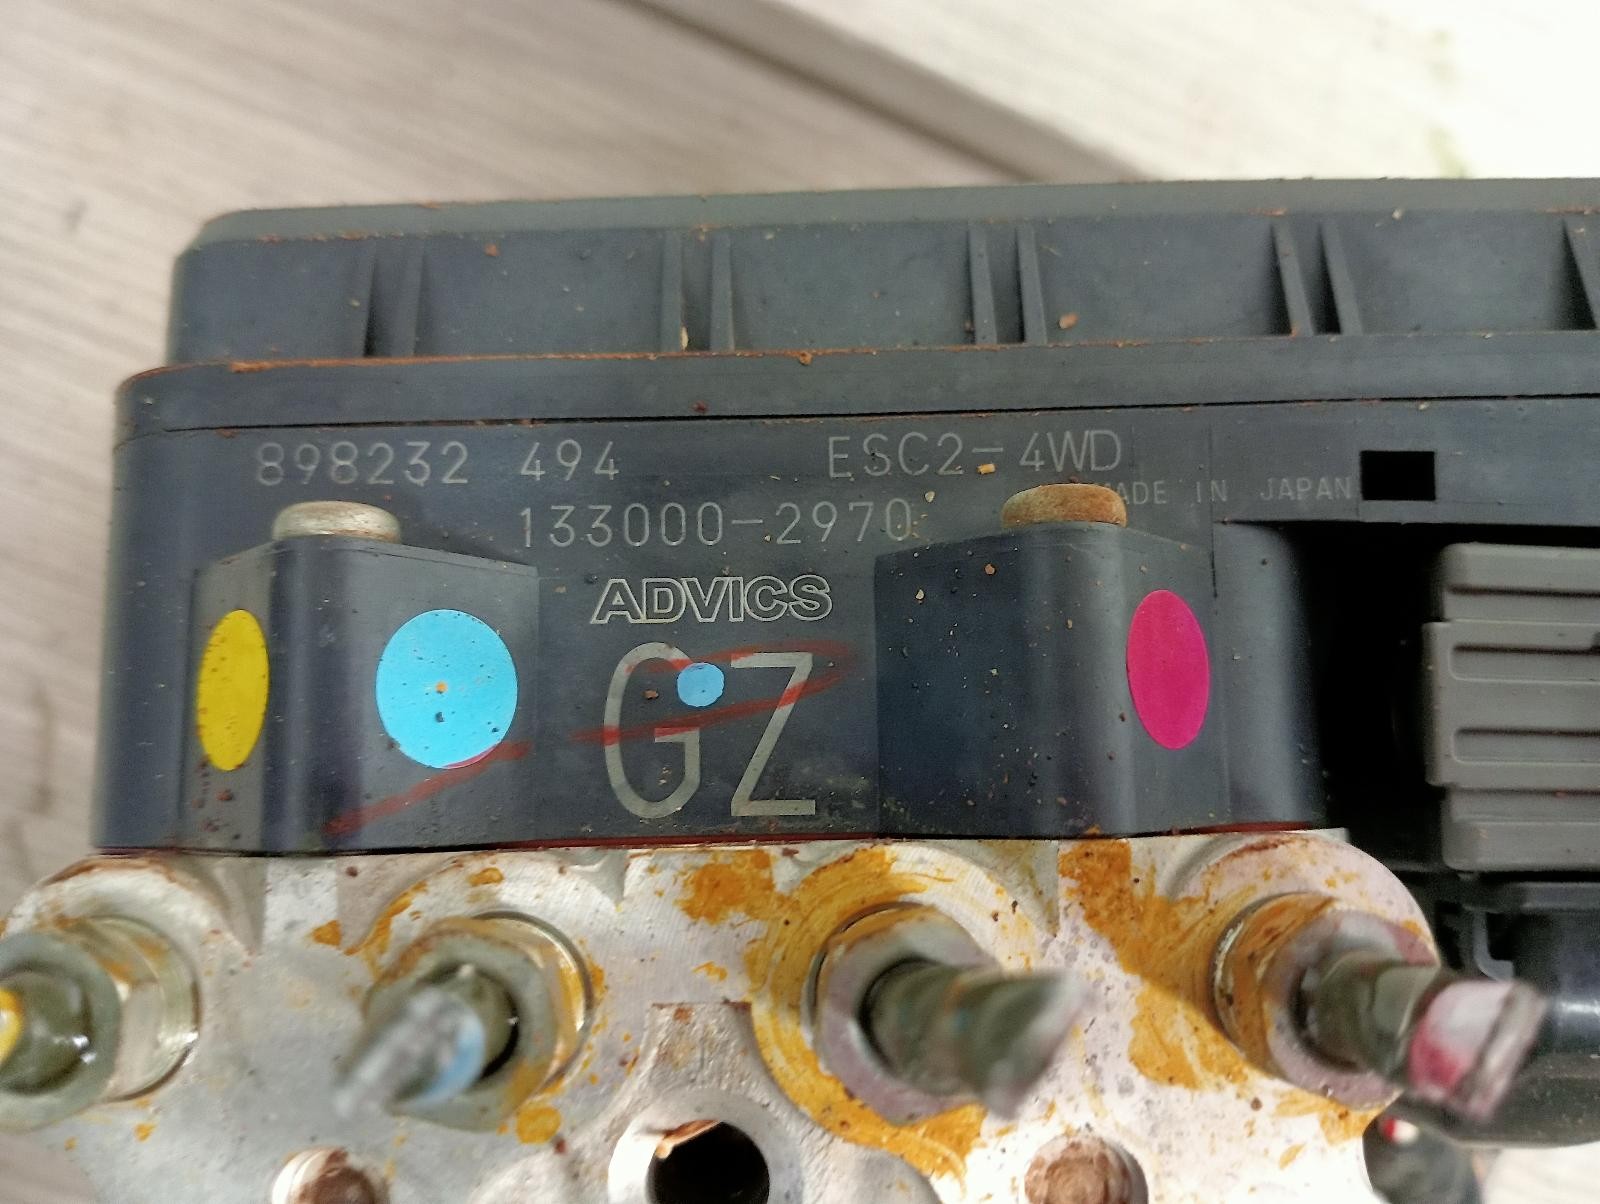 898232 494 ESC2-4WD
MADE IN JAPAN
133000-2970
ADVICS
GZ